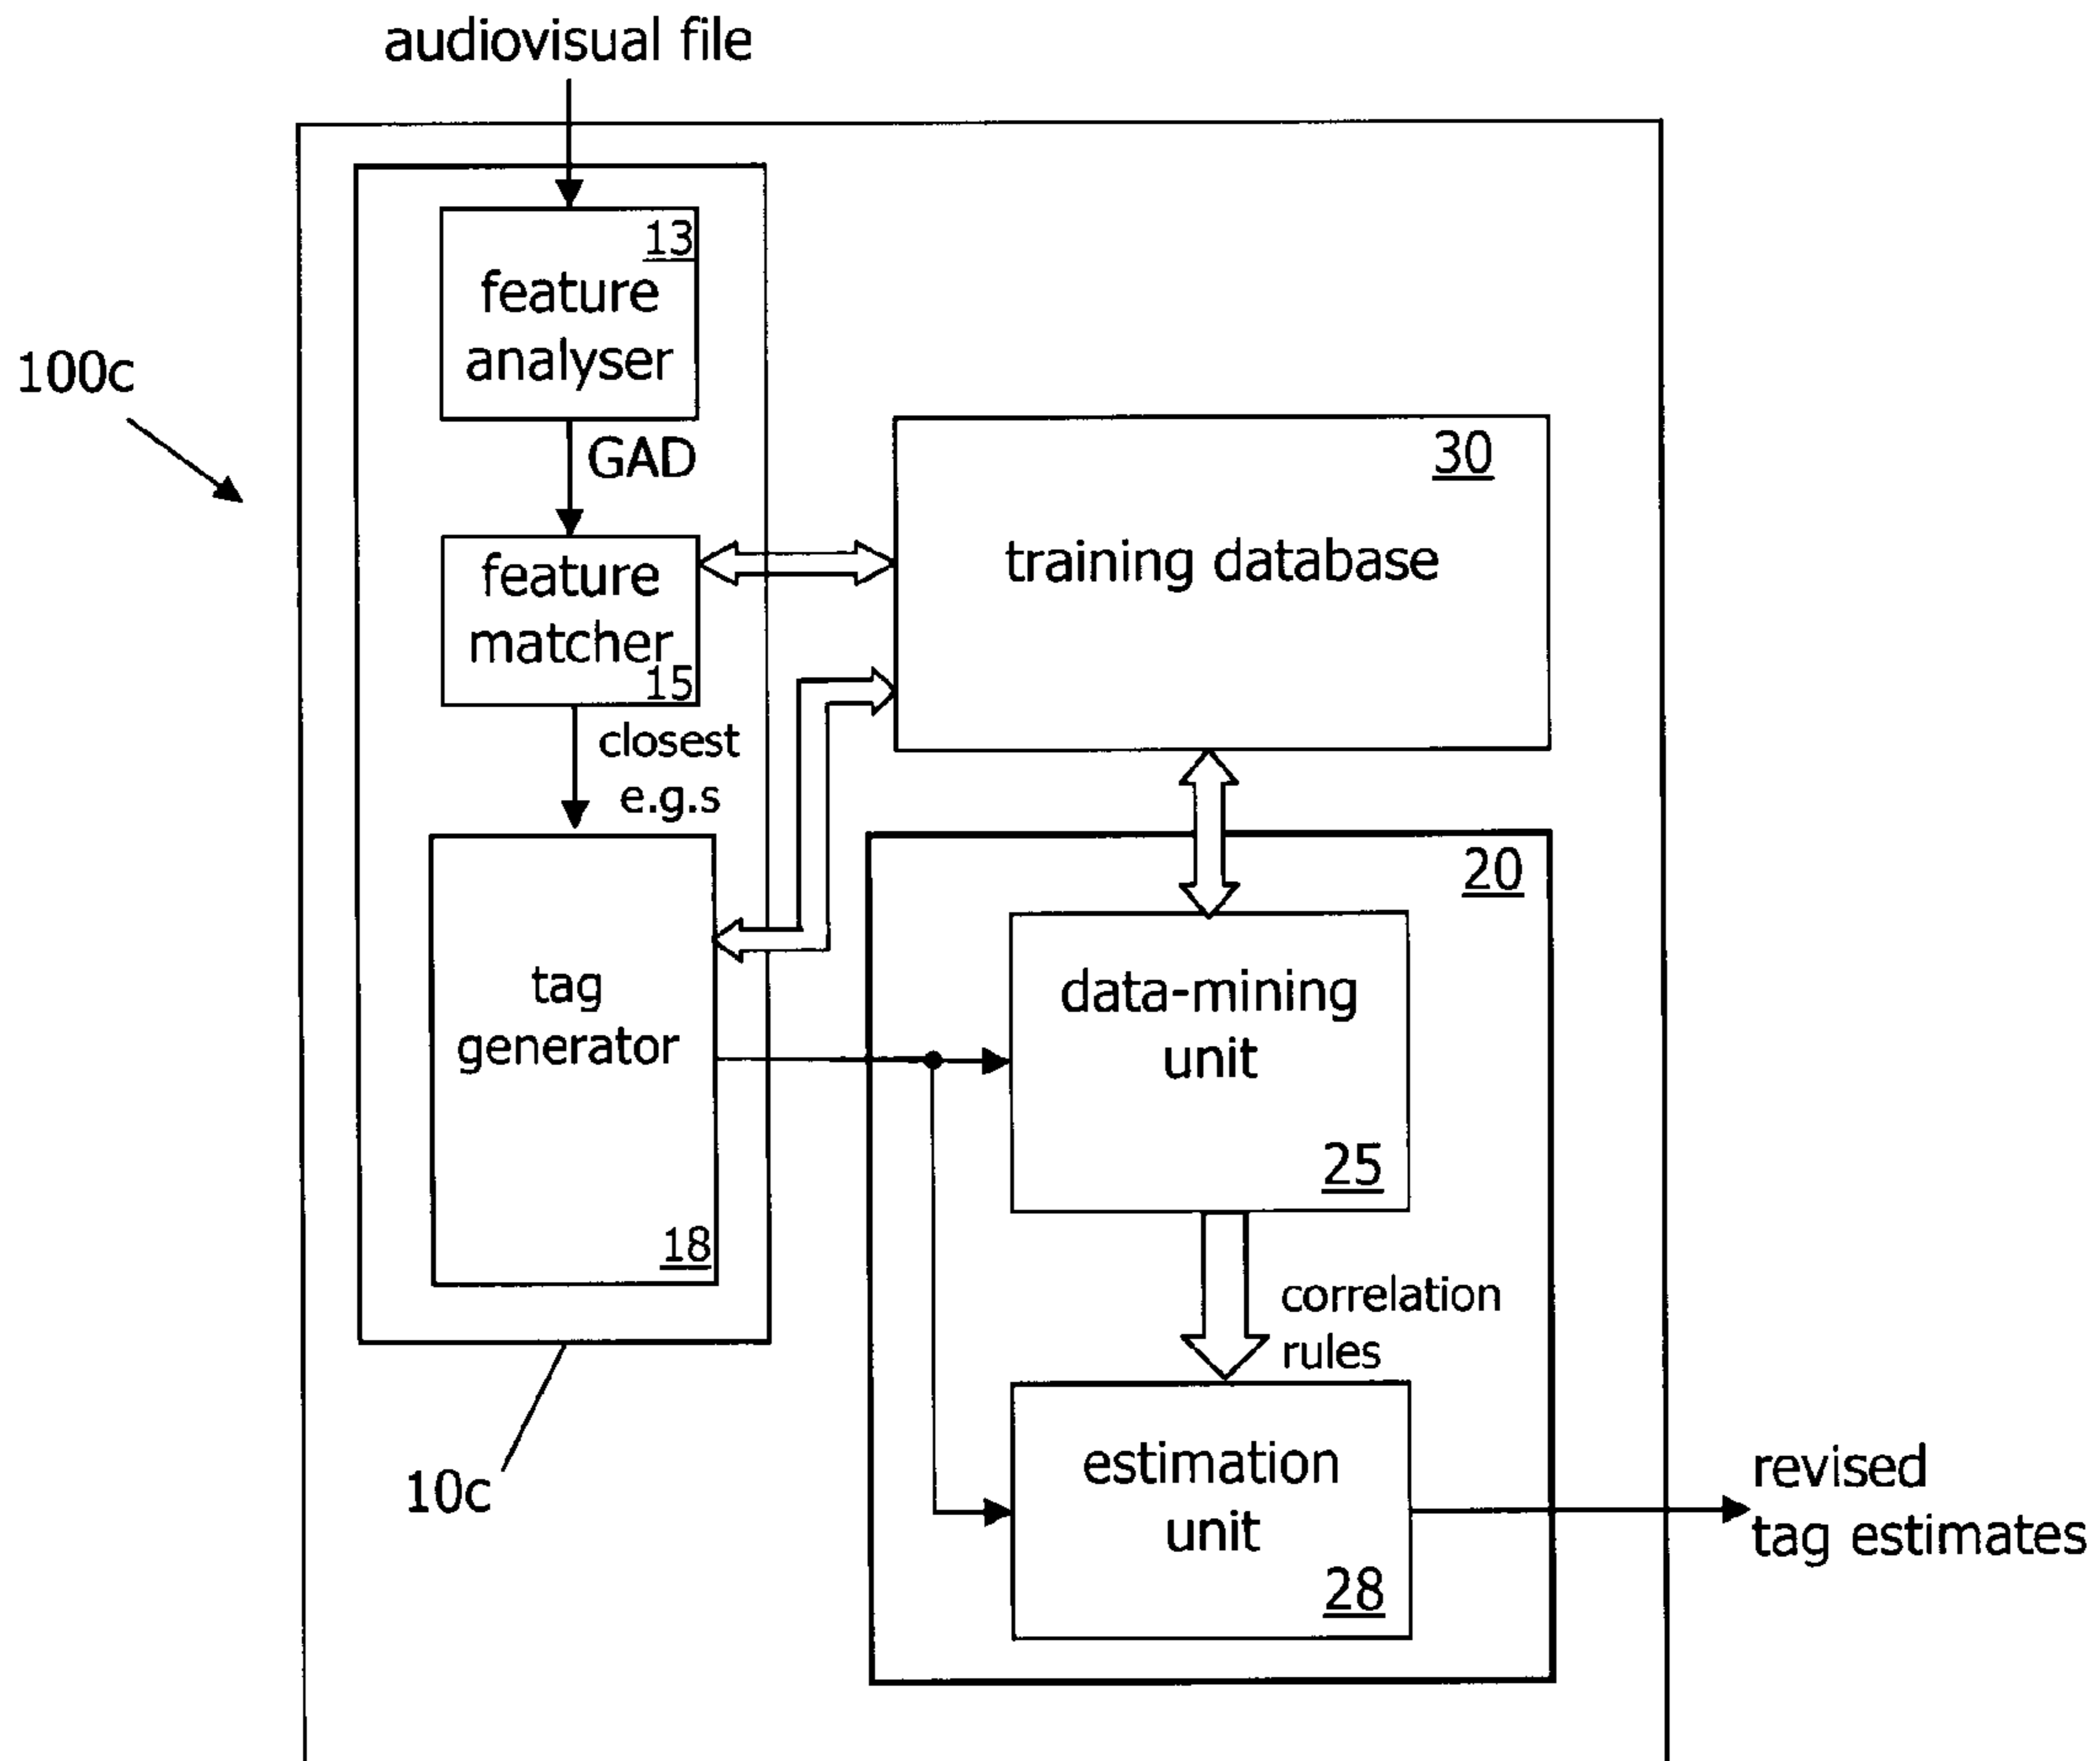 audiovisual file
13
feature
analyser
100c
GAD
30
feature
matcher
15
training database
closest
e.g.s
20
tag
generator
18
data-mining
unit
25
correlation
rules
10c
estimation
unit
28
revised
tag estimates